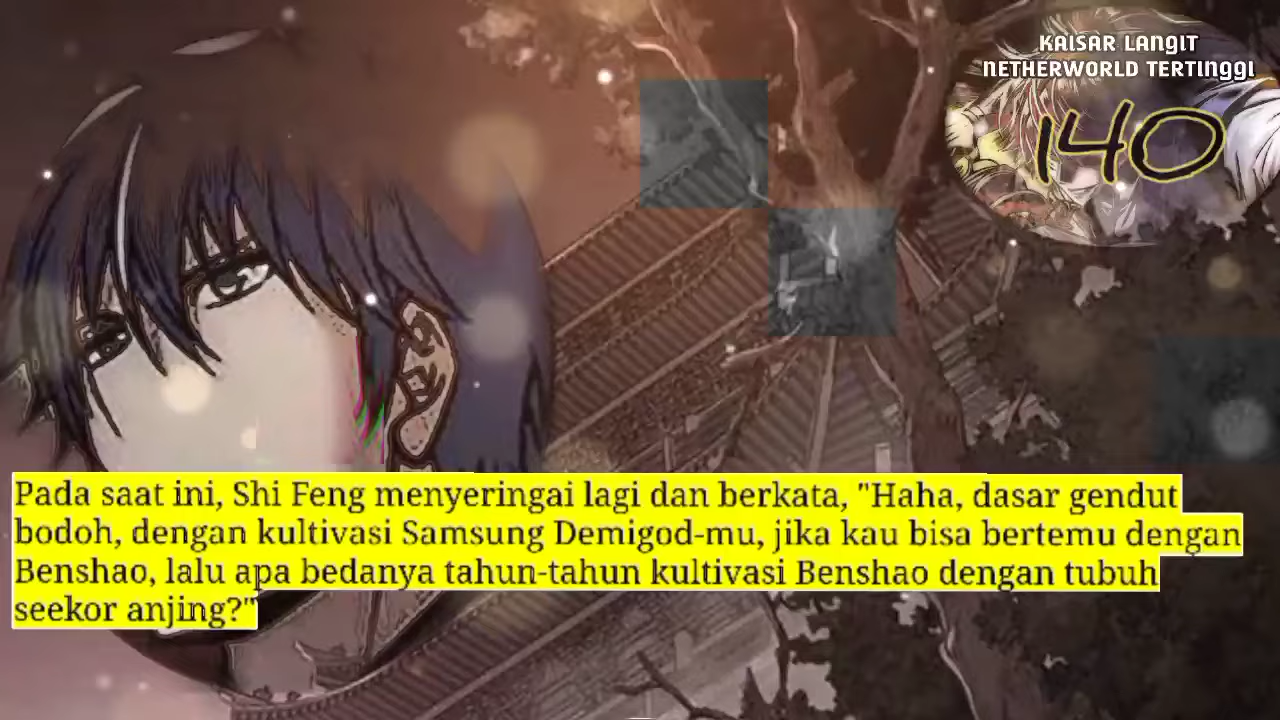 KAISAR LANGIT
NETHERWORLD TERTINGGI
140
Pada saat ini, Shi Feng menyeringai lagi dan berkata, "Haha, dasar gendut
bodoh, dengan kultivasi Samsung Demigod-mu, jika kau bisa bertemu dengan
Benshao, lalu apa bedanya tahun-tahun kultivasi Benshao dengan tubuh
seekor anjing?"